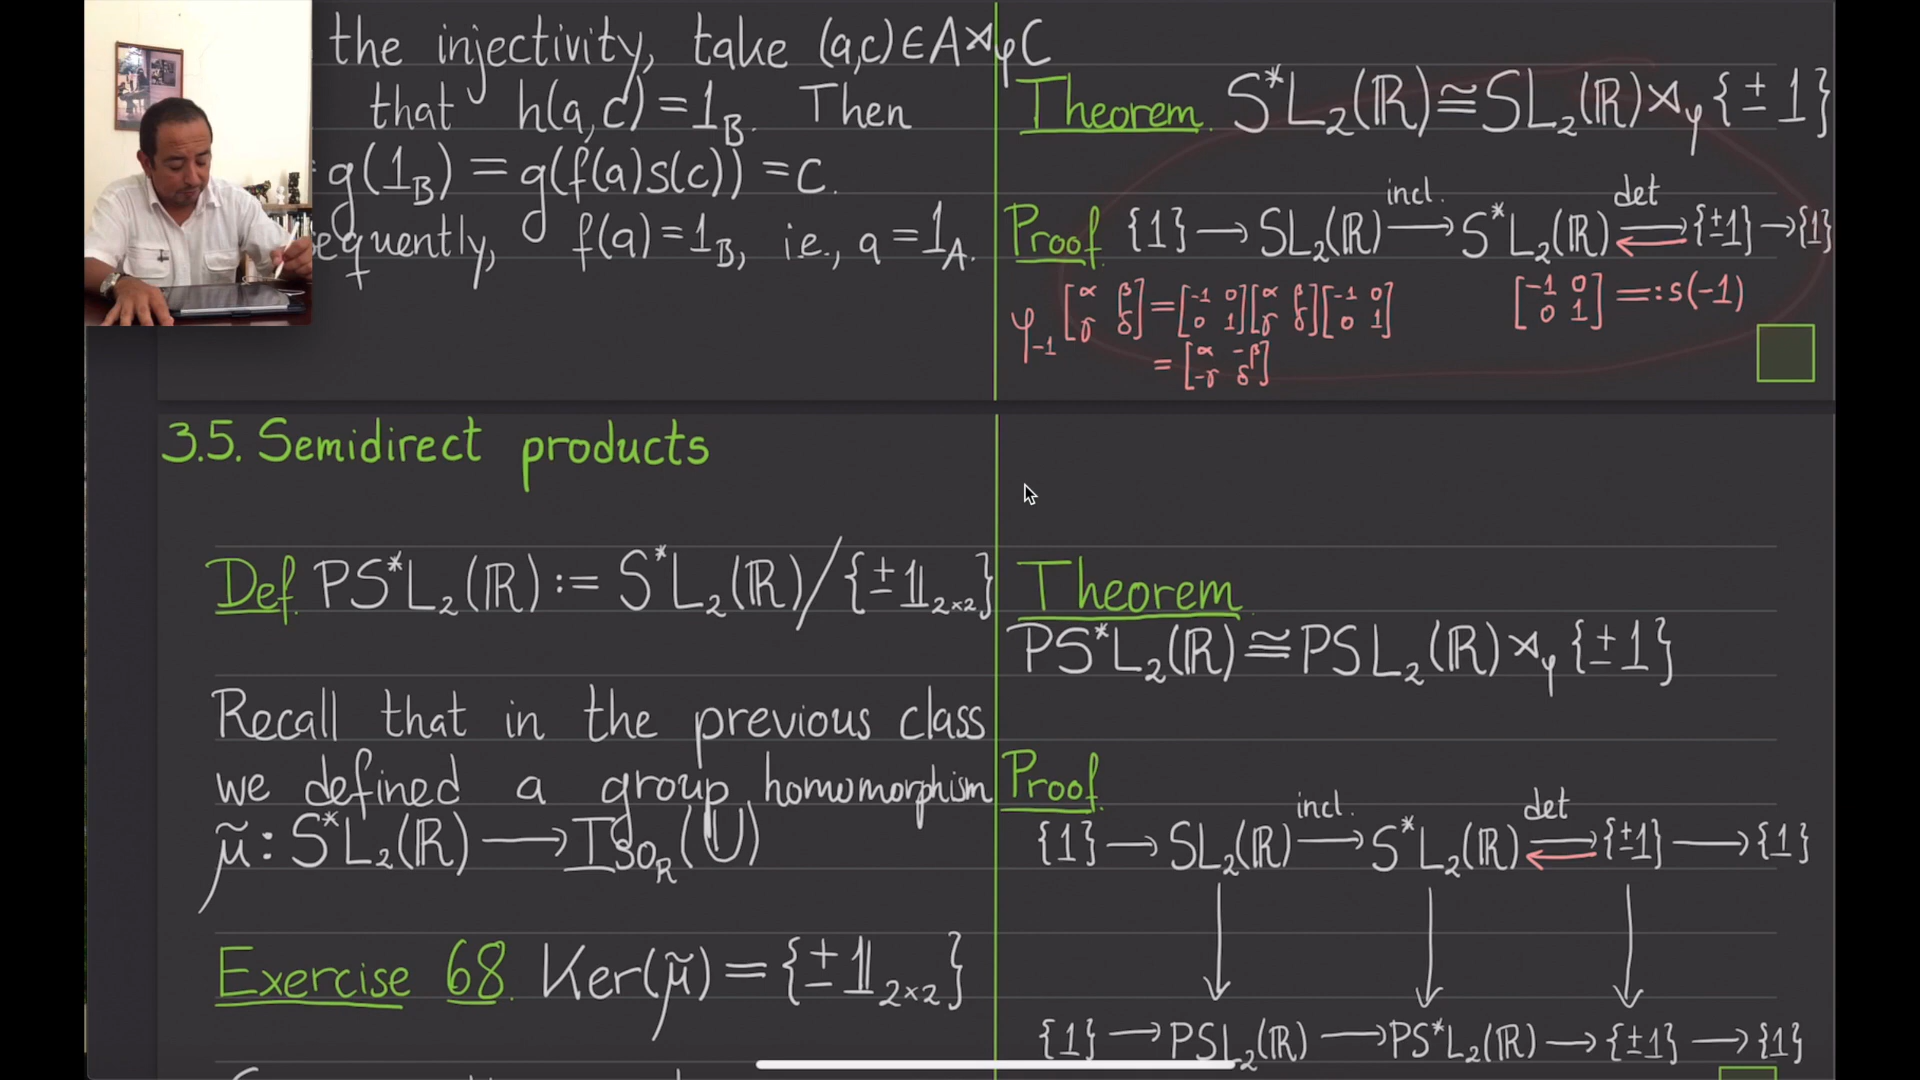 the injectivity, take (a,c)∈A⋊φC
that h(a,c)=1_B. Then
g(1_B)=g(f(a)s(c))=c.
equently, f(a)=1_B, i.e., a=1_A.
Theorem. S*L₂(ℝ)≅SL₂(ℝ)⋊φ{±1}
incl. det
Proof. {1}→SL₂(ℝ)→S*L₂(ℝ)⇄{±1}→{1}
φ₋₁[α β; γ δ]=[-1 0; 0 1][α β; γ δ][-1 0; 0 1]
[-1 0; 0 1]=:s(-1)
=[α -β; -γ δ]
3.5. Semidirect products
Def. PS*L₂(ℝ):=S*L₂(ℝ)/{±𝟙₂ₓ₂}
Recall that in the previous class
we defined a group homomorphism
μ̃: S*L₂(ℝ)→Iso_R(U)
Exercise 68. Ker(μ̃)={±𝟙₂ₓ₂}
Theorem.
PS*L₂(ℝ)≅PSL₂(ℝ)⋊φ{±1}
Proof.
incl. det
{1}→SL₂(ℝ)→S*L₂(ℝ)⇄{±1}→{1}
↓ ↓ ↓
{1}→PSL₂(ℝ)→PS*L₂(ℝ)→{±1}→{1}